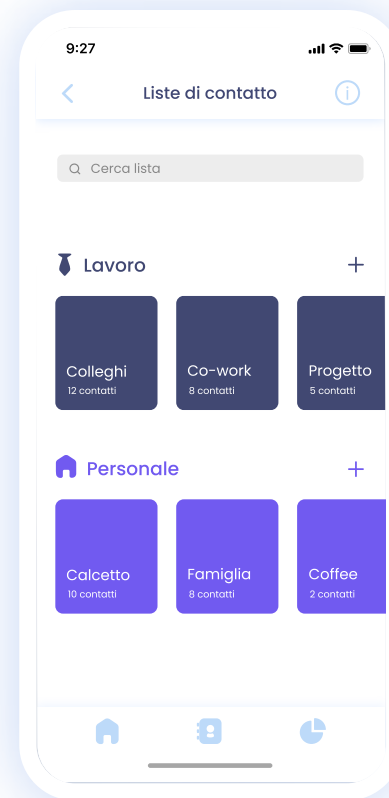 9:27
Liste di contatto
Cerca lista
Lavoro
Colleghi
12 contatti
Co-work
8 contatti
Progetto
5 contatti
Personale
Calcetto
10 contatti
Famiglia
8 contatti
Coffee
2 contatti